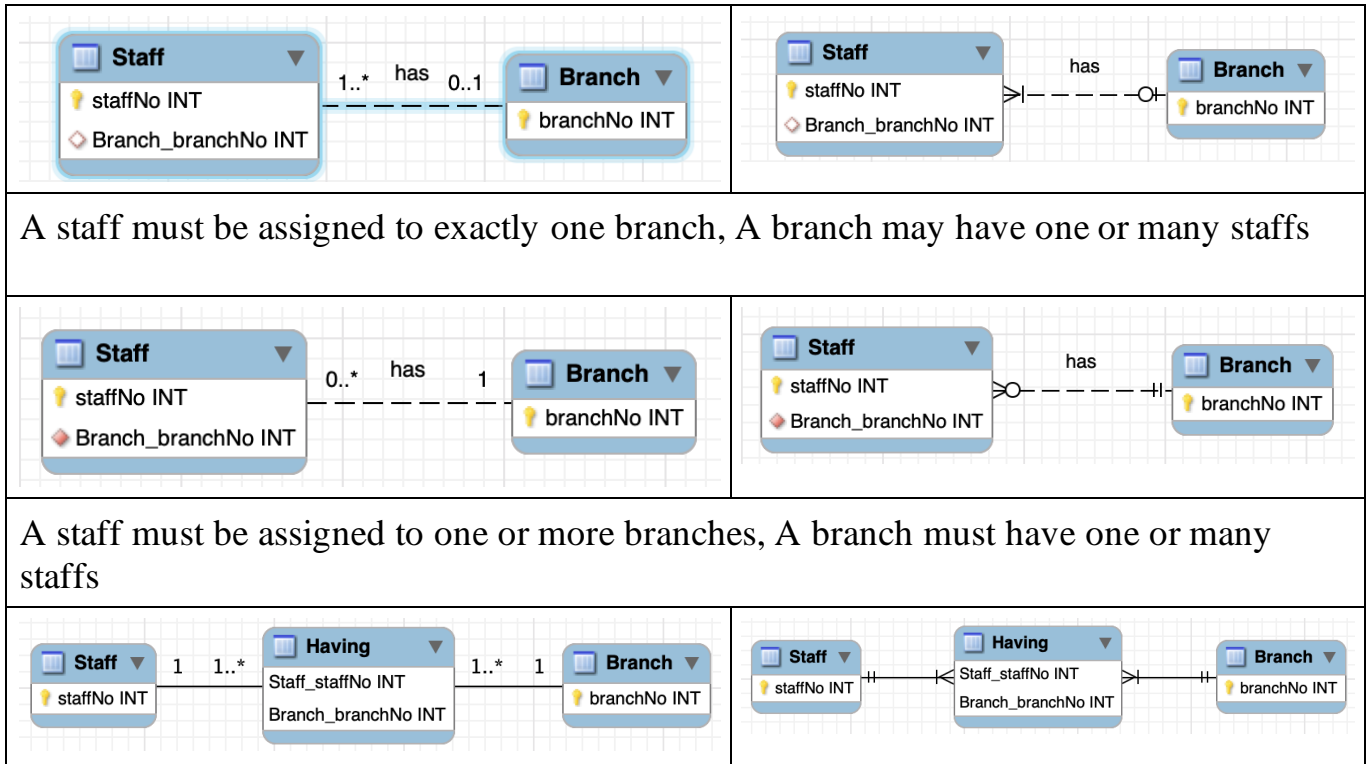 Staff
staffNo INT
Branch_branchNo INT
1..* has 0..1
Branch
branchNo INT
Staff
staffNo INT
Branch_branchNo INT
has
Branch
branchNo INT
A staff must be assigned to exactly one branch, A branch may have one or many staffs
Staff
staffNo INT
Branch_branchNo INT
0..* has 1
Branch
branchNo INT
Staff
staffNo INT
Branch_branchNo INT
has
Branch
branchNo INT
A staff must be assigned to one or more branches, A branch must have one or many
staffs
Staff
staffNo INT
1 1..*
Having
Staff_staffNo INT
Branch_branchNo INT
1..* 1
Branch
branchNo INT
Staff
staffNo INT
Having
Staff_staffNo INT
Branch_branchNo INT
Branch
branchNo INT